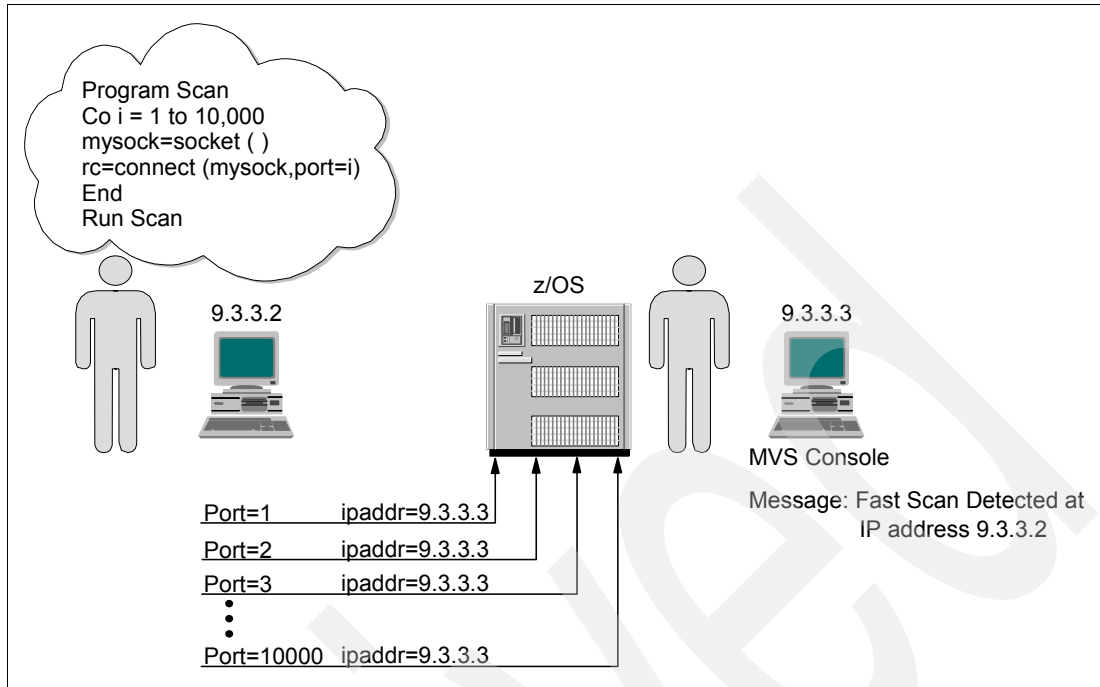 Program Scan
Co i = 1 to 10,000
mysock=socket ( )
rc=connect (mysock,port=i)
End
Run Scan
9.3.3.2
z/OS
9.3.3.3
MVS Console
Message: Fast Scan Detected at
IP address 9.3.3.2
Port=1 ipaddr=9.3.3.3
Port=2 ipaddr=9.3.3.3
Port=3 ipaddr=9.3.3.3
Port=10000 ipaddr=9.3.3.3